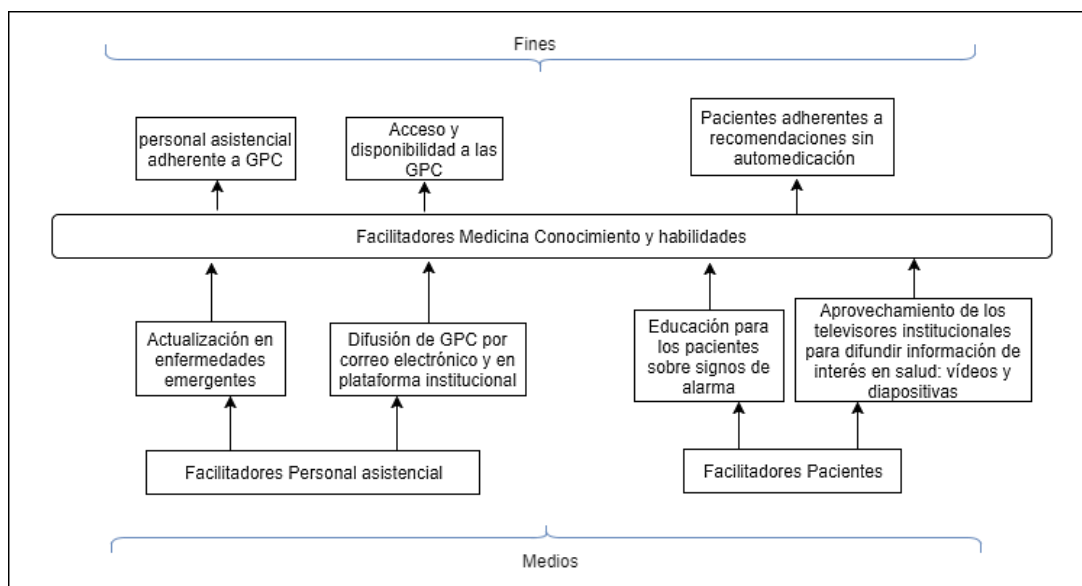 Fines
personal asistencial
adherente a GPC
Acceso y
disponibilidad a las
GPC
Pacientes adherentes a
recomendaciones sin
automedicación
Facilitadores Medicina Conocimiento y habilidades
Actualización en
enfermedades
emergentes
Difusión de GPC por
correo electrónico y en
plataforma institucional
Educación para
los pacientes
sobre signos de
alarma
Aprovechamiento de los
televisores institucionales
para difundir información de
interés en salud: vídeos y
diapositivas
Facilitadores Personal asistencial
Facilitadores Pacientes
Medios